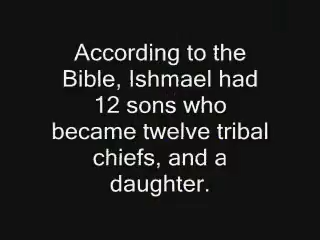 According to the
Bible, Ishmael had
12 sons who
became twelve tribal
chiefs, and a
daughter.